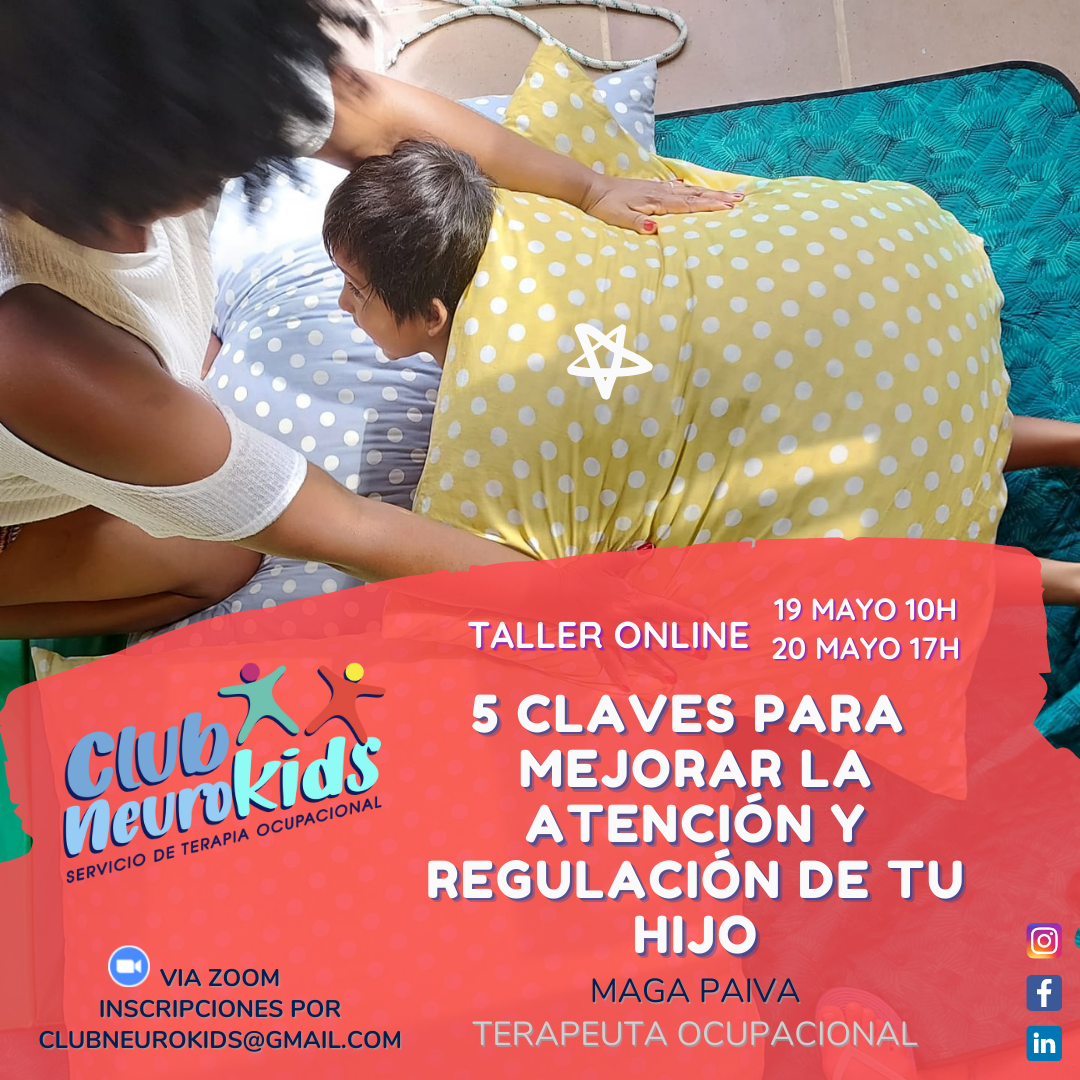 TALLER ONLINE
19 MAYO 10H
20 MAYO 17H
Club
neurokids
SERVICIO DE TERAPIA OCUPACIONAL
5 CLAVES PARA
MEJORAR LA
ATENCIÓN Y
REGULACIÓN DE TU
HIJO
MAGA PAIVA
TERAPEUTA OCUPACIONAL
VIA ZOOM
INSCRIPCIONES POR
CLUBNEUROKIDS@GMAIL.COM
f
in